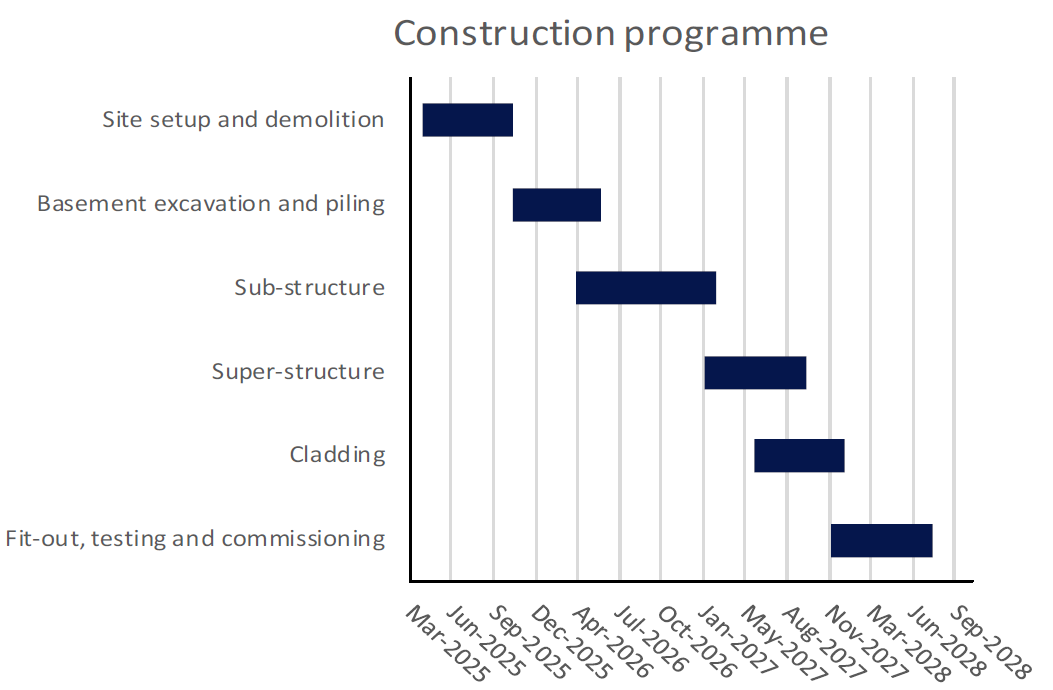 Construction programme
Site setup and demolition
Basement excavation and piling
Sub-structure
Super-structure
Cladding
Fit-out, testing and commissioning
Mar-2025
Jun-2025
Sep-2025
Dec-2025
Apr-2026
Jul-2026
Oct-2026
Jan-2027
May-2027
Aug-2027
Nov-2027
Mar-2028
Jun-2028
Sep-2028